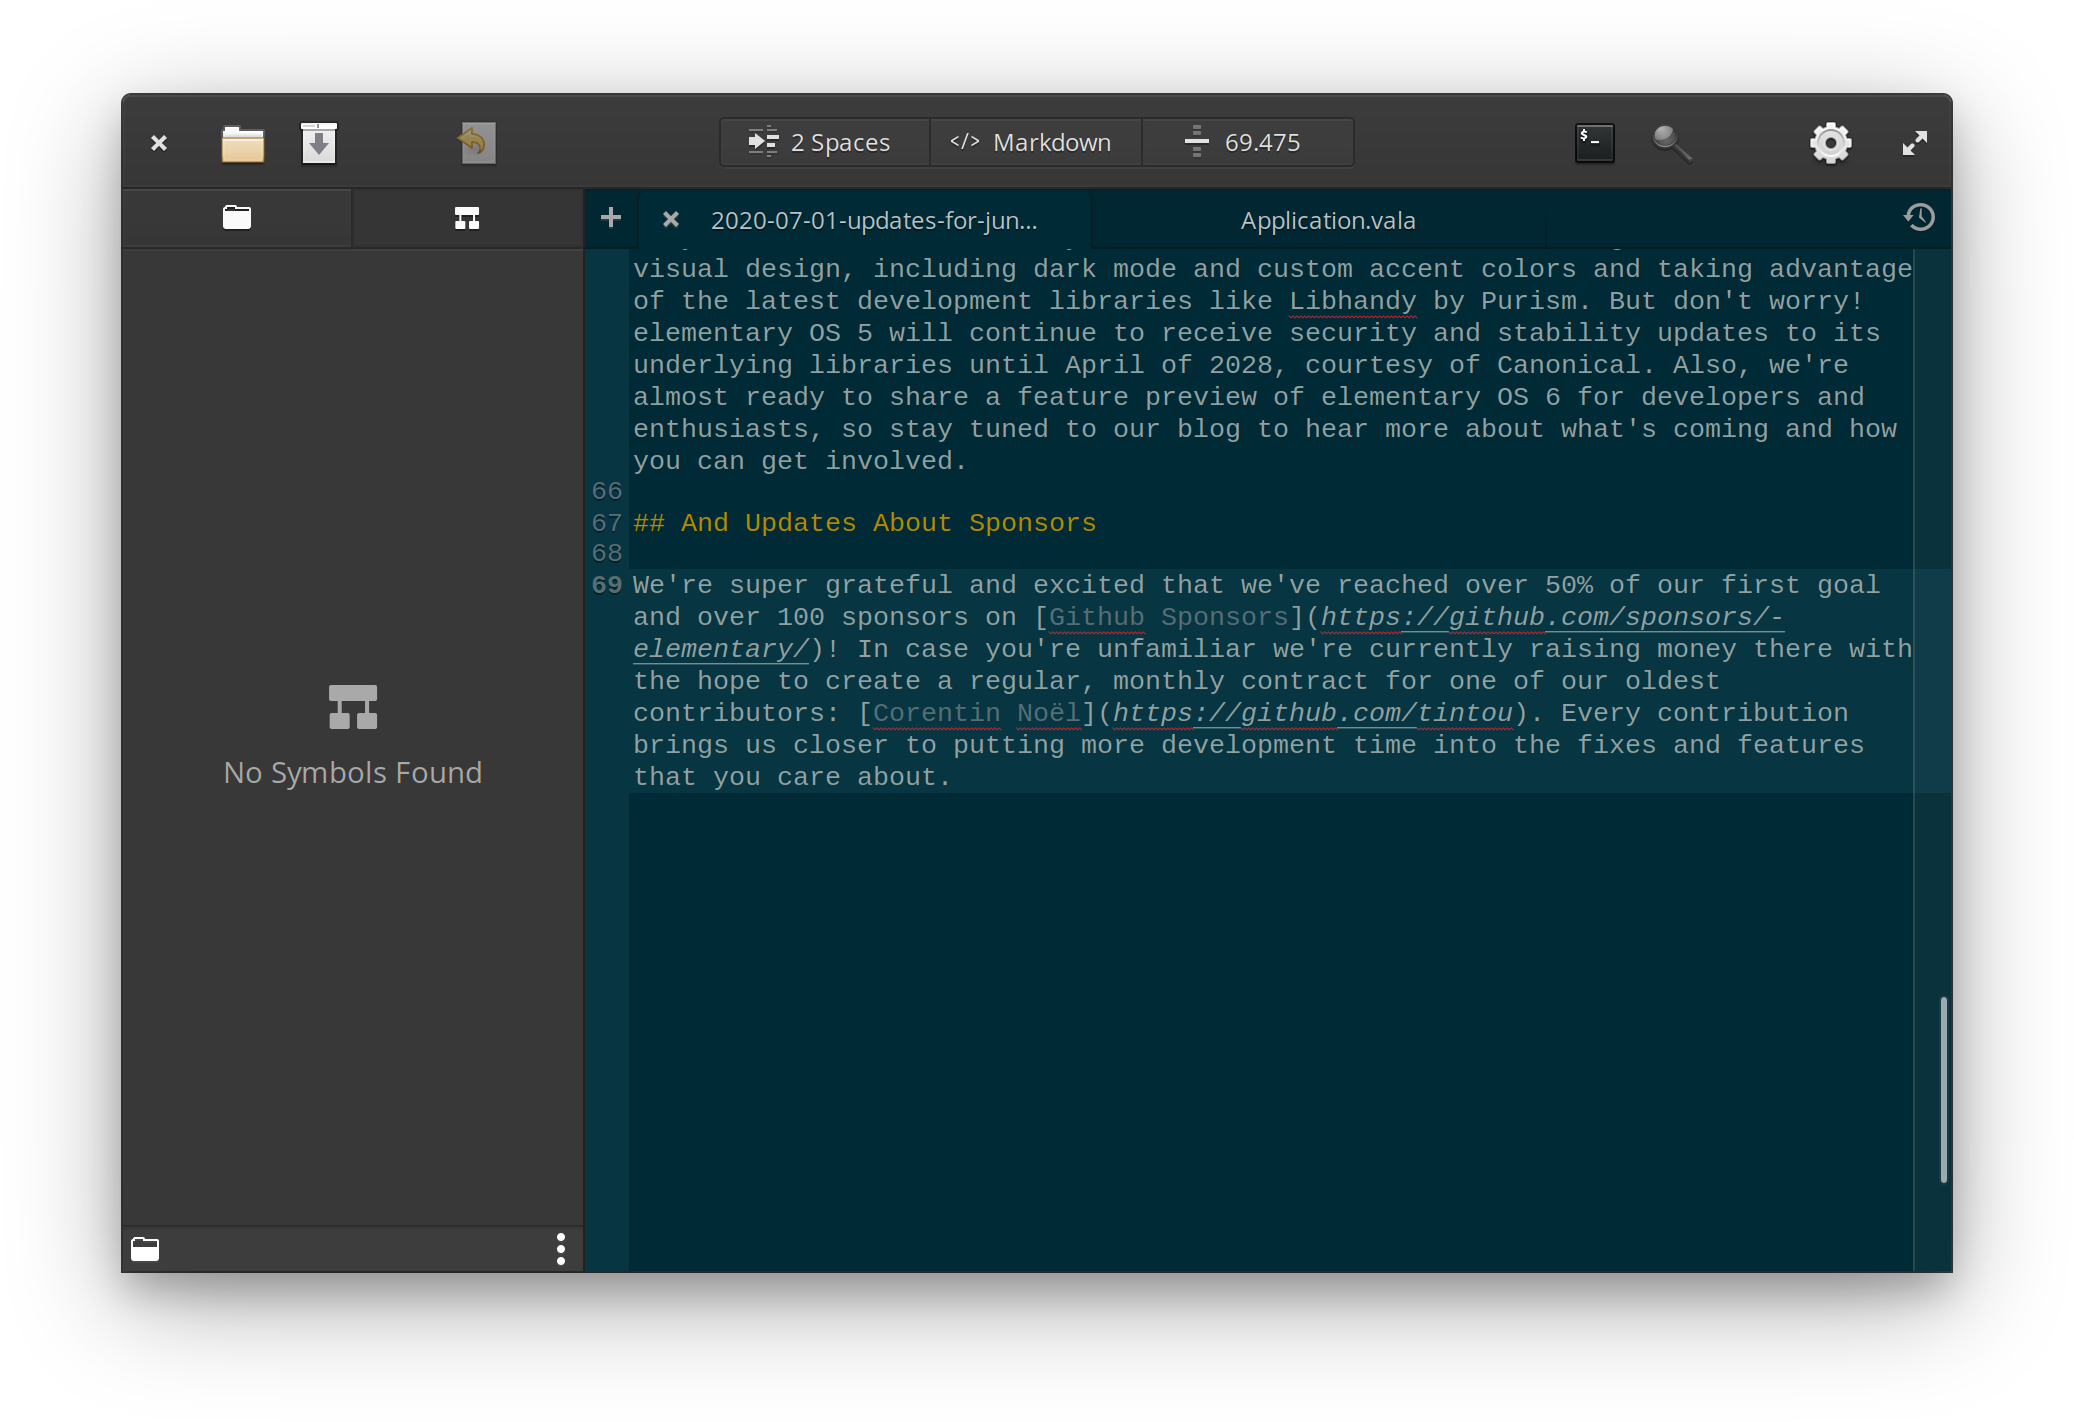 2 Spaces
</> Markdown
69.475
2020-07-01-updates-for-jun...
Application.vala
No Symbols Found
visual design, including dark mode and custom accent colors and taking advantage
of the latest development libraries like Libhandy by Purism. But don't worry!
elementary OS 5 will continue to receive security and stability updates to its
underlying libraries until April of 2028, courtesy of Canonical. Also, we're
almost ready to share a feature preview of elementary OS 6 for developers and
enthusiasts, so stay tuned to our blog to hear more about what's coming and how
you can get involved.
66
67 ## And Updates About Sponsors
68
69 We're super grateful and excited that we've reached over 50% of our first goal
and over 100 sponsors on [Github Sponsors](https://github.com/sponsors/-
elementary/)! In case you're unfamiliar we're currently raising money there with
the hope to create a regular, monthly contract for one of our oldest
contributors: [Corentin Noël](https://github.com/tintou). Every contribution
brings us closer to putting more development time into the fixes and features
that you care about.